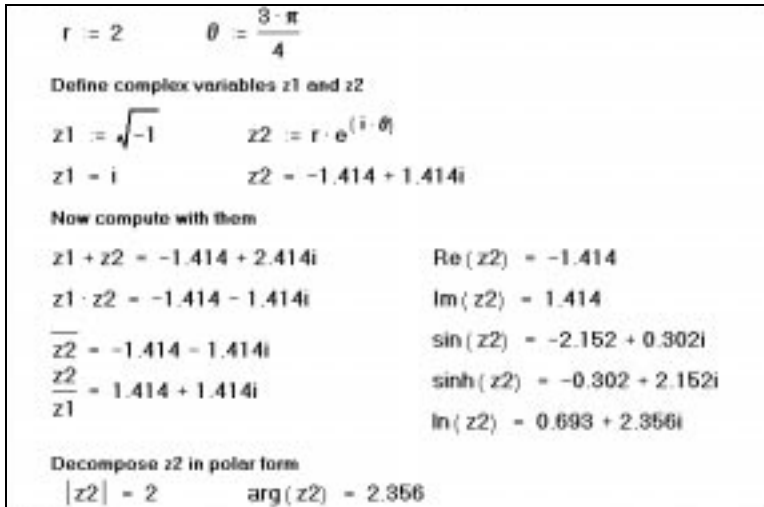 r := 2 θ := 3 · π / 4
Define complex variables z1 and z2
z1 := √-1 z2 := r · e^(i · θ)
z1 = i z2 = -1.414 + 1.414i
Now compute with them
z1 + z2 = -1.414 + 2.414i Re(z2) = -1.414
z1 · z2 = -1.414 - 1.414i Im(z2) = 1.414
z̅2̅ = -1.414 - 1.414i sin(z2) = -2.152 + 0.302i
z2 / z1 = 1.414 + 1.414i sinh(z2) = -0.302 + 2.152i
ln(z2) = 0.693 + 2.356i
Decompose z2 in polar form
|z2| = 2 arg(z2) = 2.356